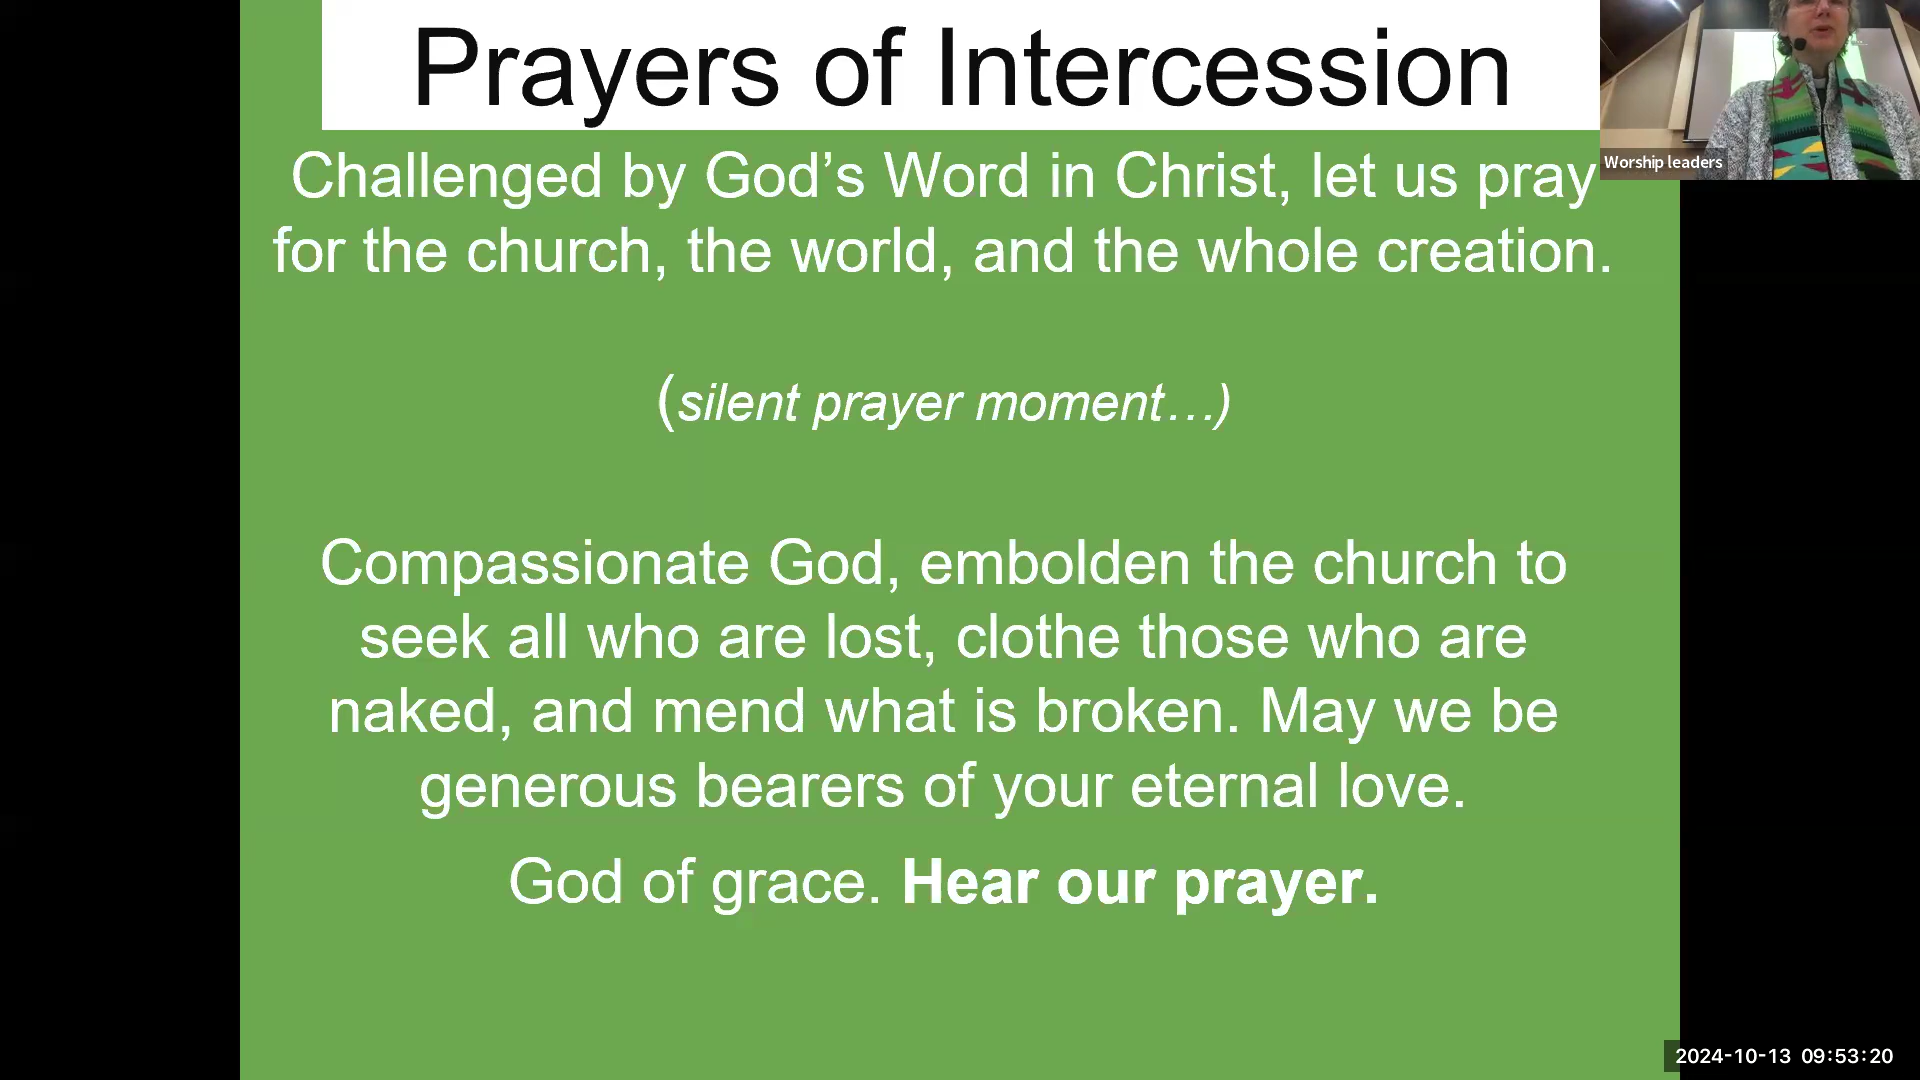 Prayers of Intercession
Challenged by God’s Word in Christ, let us pray
for the church, the world, and the whole creation.
(silent prayer moment…)
Compassionate God, embolden the church to
seek all who are lost, clothe those who are
naked, and mend what is broken. May we be
generous bearers of your eternal love.
God of grace. Hear our prayer.
Worship leaders
2024-10-13 09:53:20